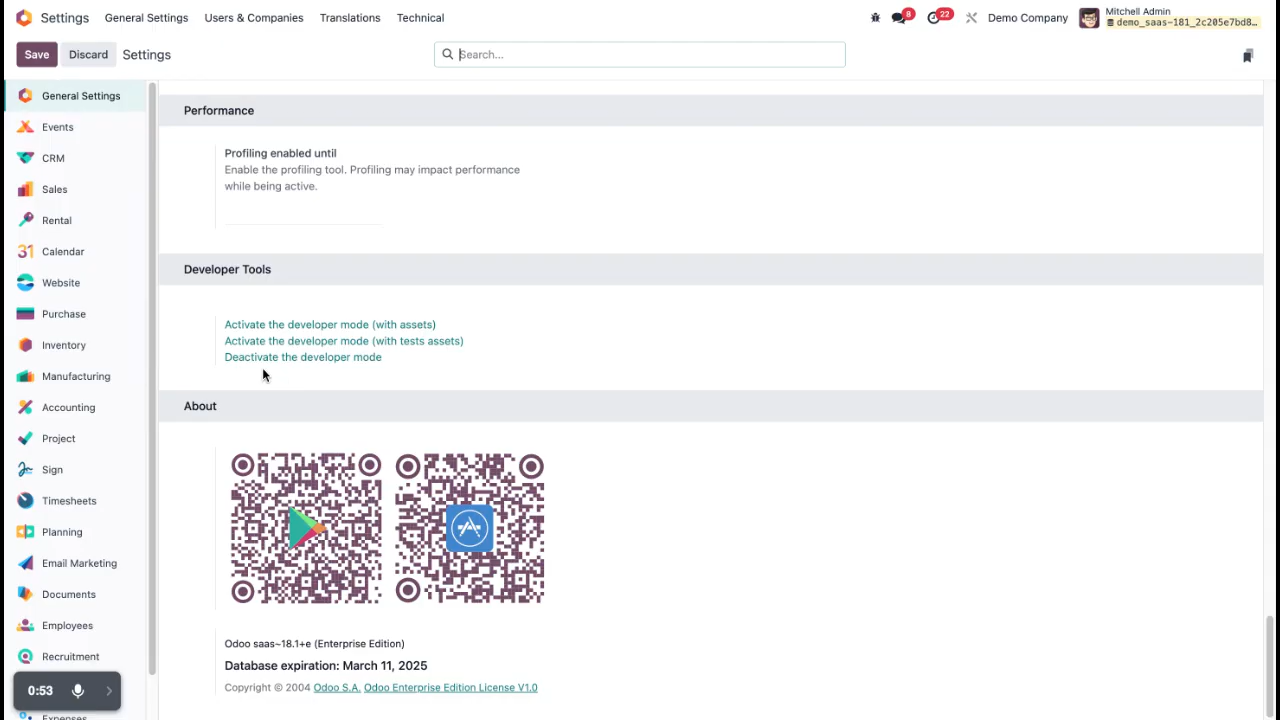 Settings General Settings Users & Companies Translations Technical 8 22 Demo Company Mitchell Admin
demo_saas-181_2c205e7bd8...
Save Discard Settings Search...
General Settings
Events
CRM
Sales
Rental
31 Calendar
Website
Purchase
Inventory
Manufacturing
Accounting
Project
Sign
Timesheets
Planning
Email Marketing
Documents
Employees
Recruitment
Expenses
0:53
Performance
Profiling enabled until
Enable the profiling tool. Profiling may impact performance
while being active.
Developer Tools
Activate the developer mode (with assets)
Activate the developer mode (with tests assets)
Deactivate the developer mode
About
Odoo saas~18.1+e (Enterprise Edition)
Database expiration: March 11, 2025
Copyright © 2004 Odoo S.A. Odoo Enterprise Edition License V1.0